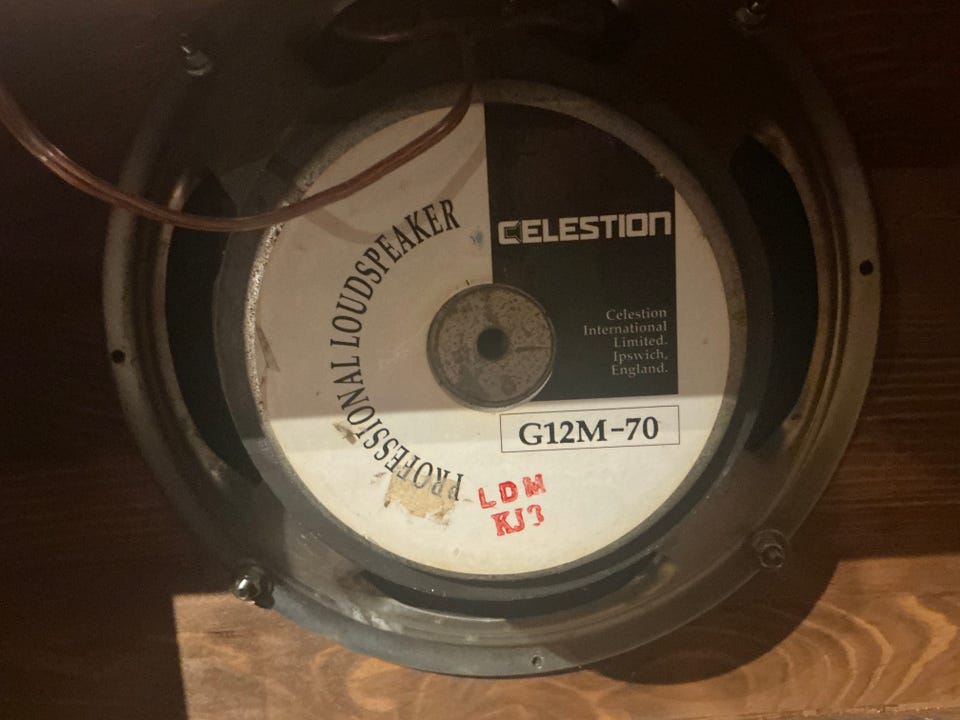 PROFESSIONAL LOUDSPEAKER
CELESTION
Celestion
International
Limited.
Ipswich,
England.
G12M-70
LDM
KJ3